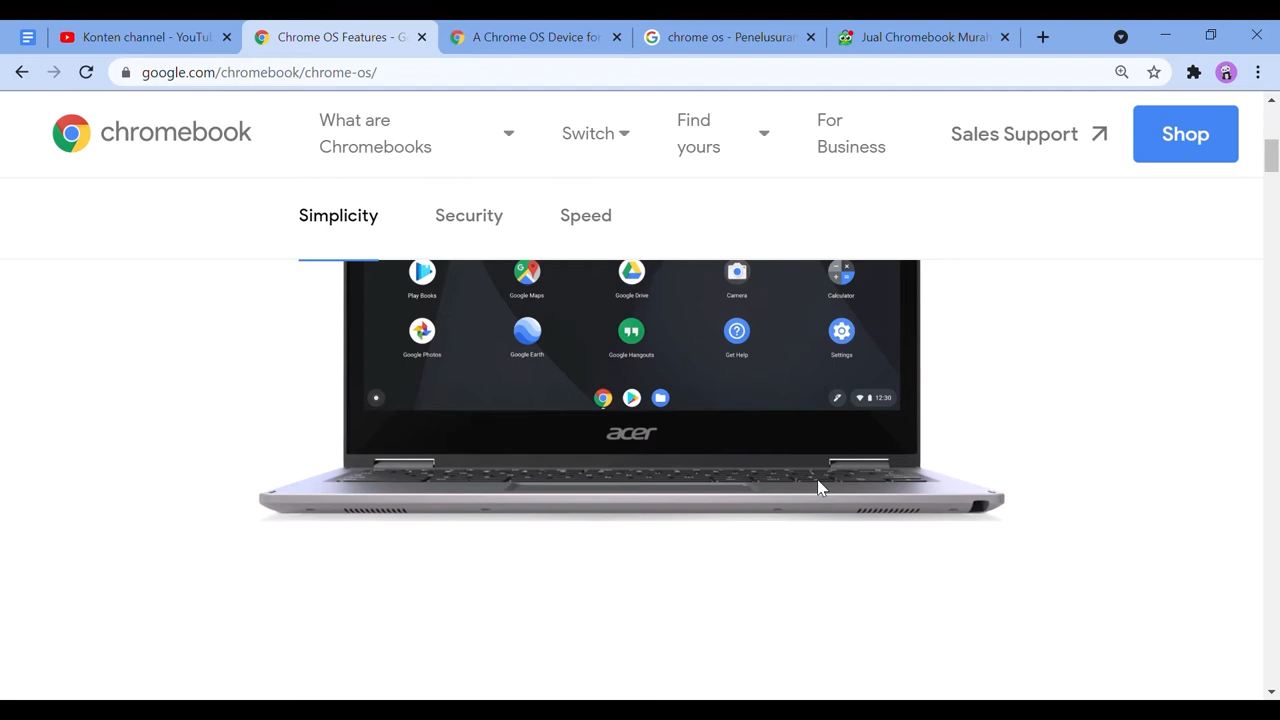 Konten channel - YouTu
Chrome OS Features - Go
A Chrome OS Device for
chrome os - Penelusuran
Jual Chromebook Murah
google.com/chromebook/chrome-os/
chromebook
What are
Chromebooks
Switch
Find
yours
For
Business
Sales Support
Shop
Simplicity
Security
Speed
Play Books
Google Maps
Google Drive
Camera
Calculator
Google Photos
Google Earth
Google Hangouts
Get Help
Settings
12:30
acer